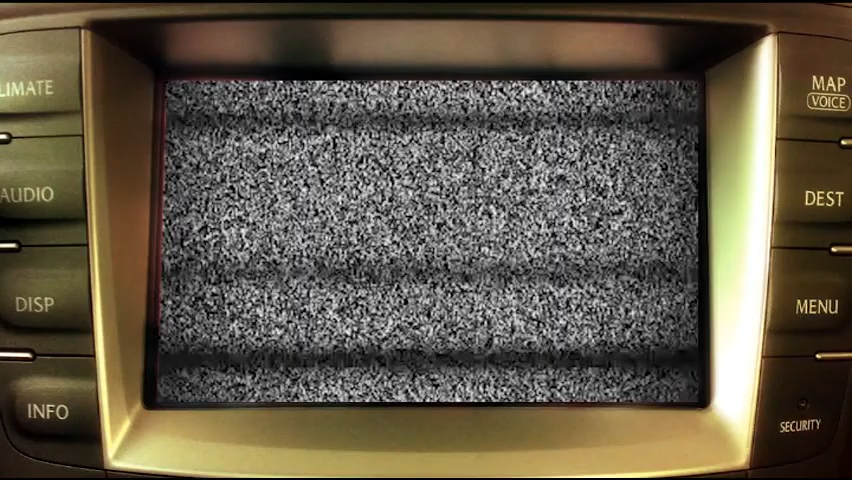 LIMATE
AUDIO
DISP
INFO
MAP
VOICE
DEST
MENU
SECURITY